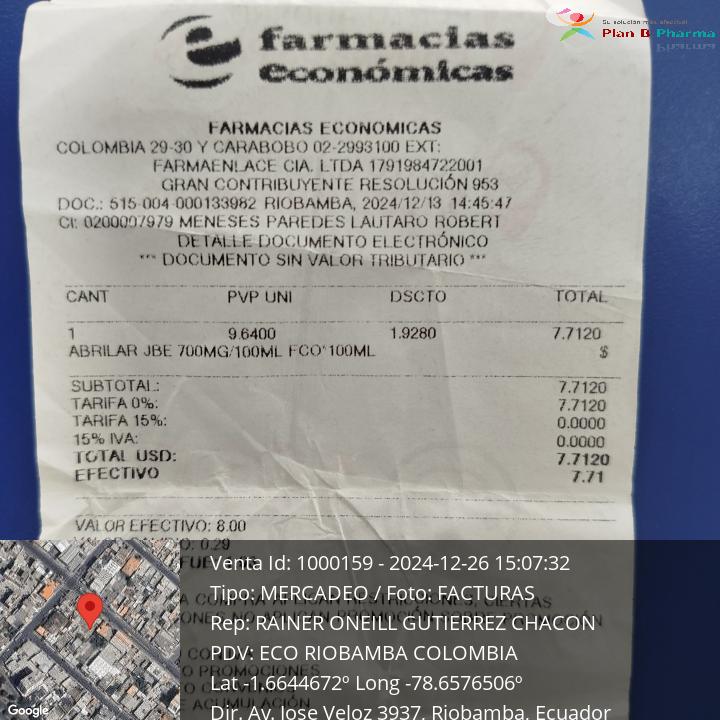 farmacias
económicas
Su solución más efectiva!
Plan B Pharma
FARMACIAS ECONOMICAS
COLOMBIA 29-30 Y CARABOBO 02-2993100 EXT:
FARMAENLACE CIA. LTDA 1791984722001
GRAN CONTRIBUYENTE RESOLUCIÓN 953
DOC.: 515-004-000133982 RIOBAMBA, 2024/12/13 14:45:47
CI: 0200007979 MENESES PAREDES LAUTARO ROBERT
DETALLE DOCUMENTO ELECTRÓNICO
*** DOCUMENTO SIN VALOR TRIBUTARIO ***
CANT PVP UNI DSCTO TOTAL
1 9.6400 1.9280 7.7120
ABRILAR JBE 700MG/100ML FCO*100ML $
SUBTOTAL: 7.7120
TARIFA 0%: 7.7120
TARIFA 15%: 0.0000
15% IVA: 0.0000
TOTAL USD: 7.7120
EFECTIVO 7.71
VALOR EFECTIVO: 8.00
0.29
Venta Id: 1000159 - 2024-12-26 15:07:32
Tipo: MERCADEO / Foto: FACTURAS
Rep: RAINER ONEILL GUTIERREZ CHACON
PDV: ECO RIOBAMBA COLOMBIA
Lat -1.6644672º Long -78.6576506º
Dir. Av. Jose Veloz 3937, Riobamba, Ecuador
PROMOCIONES
Google